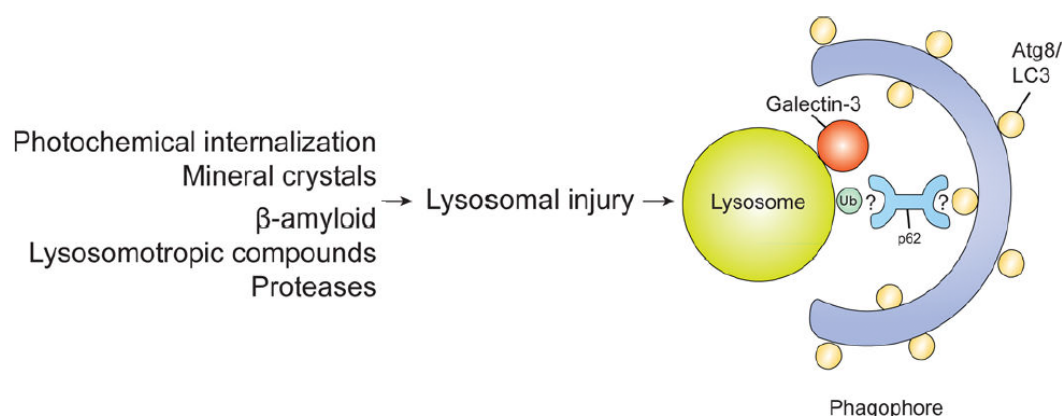 Photochemical internalization
Mineral crystals
β-amyloid
Lysosomotropic compounds
Proteases
Lysosomal injury
Lysosome
Galectin-3
Ub
?
p62
?
Atg8/
LC3
Phagophore